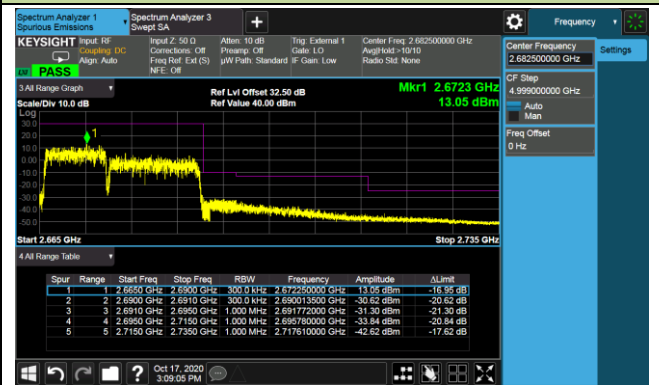 Spectrum Analyzer 1
Spurious Emissions
Spectrum Analyzer 3
Swept SA
Frequency
KEYSIGHT
Input: RF
Coupling: DC
Align: Auto
Input Z: 50 Ω
Corrections: Off
Freq Ref: Ext (S)
NFE: Off
Atten: 10 dB
Preamp: Off
µW Path: Standard
Trig: External 1
Gate: LO
IF Gain: Low
Center Freq: 2.682500000 GHz
Avg|Hold:>10/10
Radio Std: None
PASS
Center Frequency
2.682500000 GHz
Settings
CF Step
4.999000000 GHz
Auto
Man
Freq Offset
0 Hz
3 All Range Graph
Scale/Div 10.0 dB
Ref Lvl Offset 32.50 dB
Ref Value 40.00 dBm
Mkr1 2.6723 GHz
13.05 dBm
Log
30.0
20.0
10.0
0.00
-10.0
-20.0
-30.0
-40.0
-50.0
1
Start 2.665 GHz
Stop 2.735 GHz
4 All Range Table
Spur Range Start Freq Stop Freq RBW Frequency Amplitude ΔLimit
1 1 2.6650 GHz 2.6900 GHz 300.0 kHz 2.672250000 GHz 13.05 dBm -16.95 dB
2 2 2.6900 GHz 2.6910 GHz 300.0 kHz 2.690013500 GHz -30.62 dBm -20.62 dB
3 3 2.6910 GHz 2.6950 GHz 1.000 MHz 2.691772000 GHz -31.30 dBm -21.30 dB
4 4 2.6950 GHz 2.7150 GHz 1.000 MHz 2.695780000 GHz -33.84 dBm -20.84 dB
5 5 2.7150 GHz 2.7350 GHz 1.000 MHz 2.717610000 GHz -42.62 dBm -17.62 dB
Oct 17, 2020
3:09:05 PM